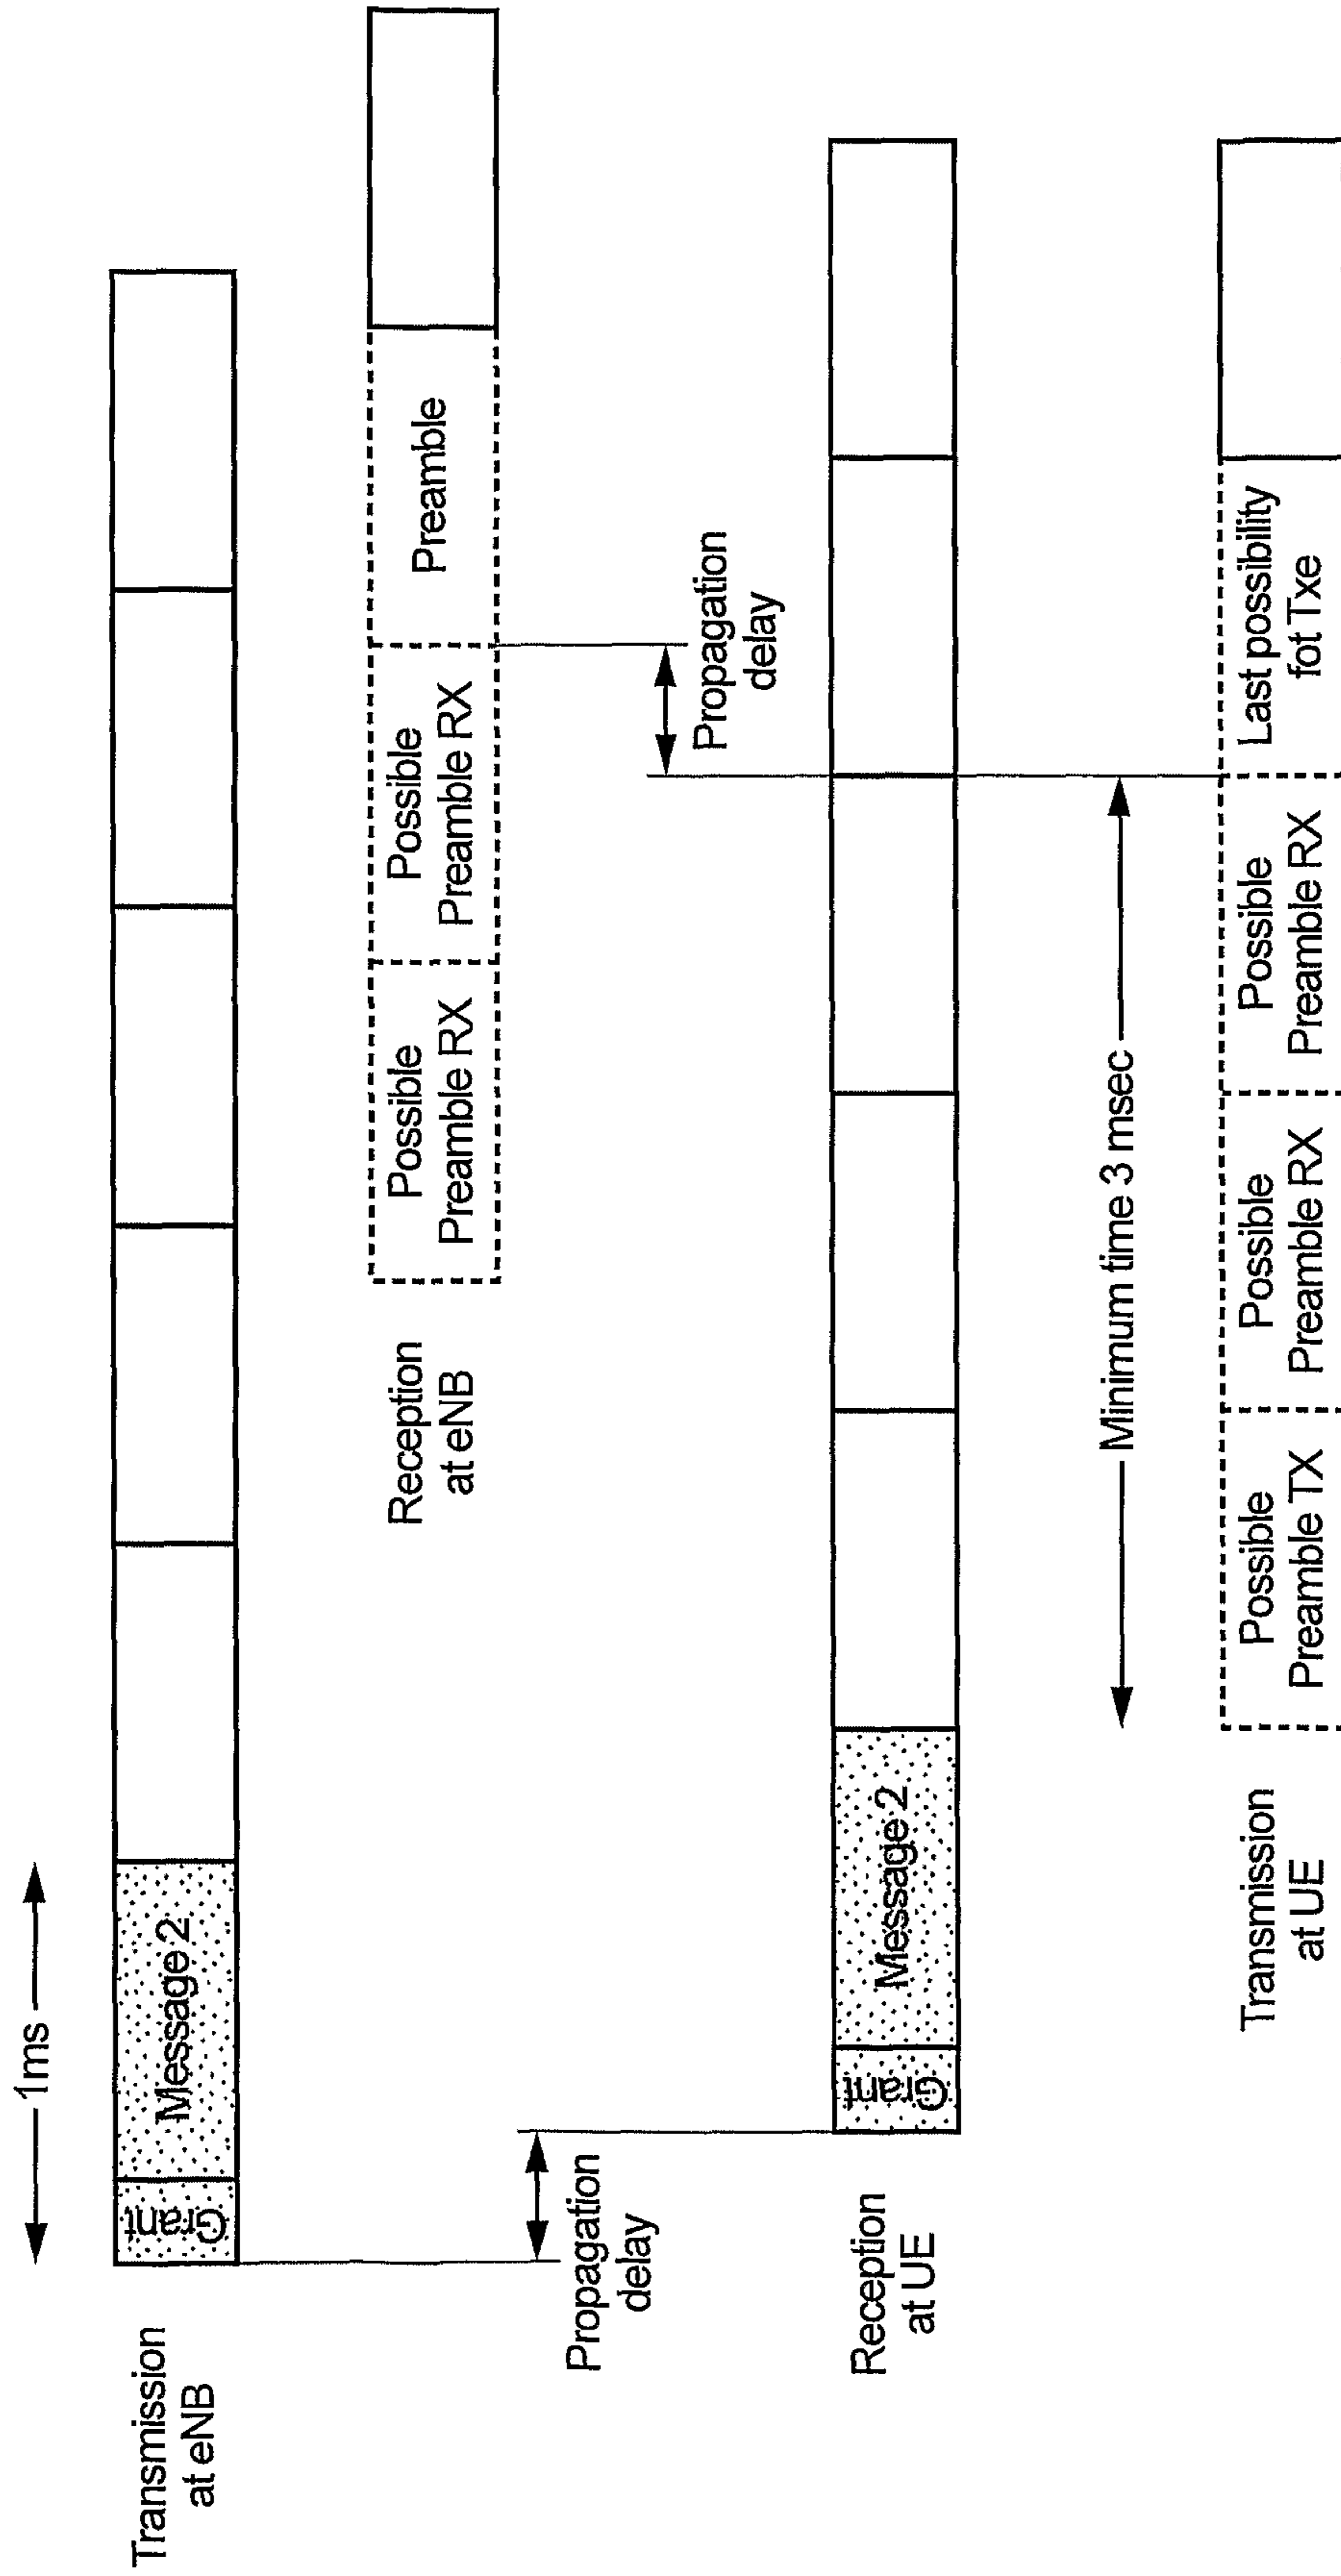 1ms
Transmission
at eNB
Grant
Message 2
Reception
at eNB
Possible
Preamble RX
Possible
Preamble RX
Preamble
Propagation
delay
Propagation
delay
Reception
at UE
Grant
Message 2
Minimum time 3 msec
Transmission
at UE
Possible
Preamble TX
Possible
Preamble RX
Possible
Preamble RX
Last possibility
fot Txe